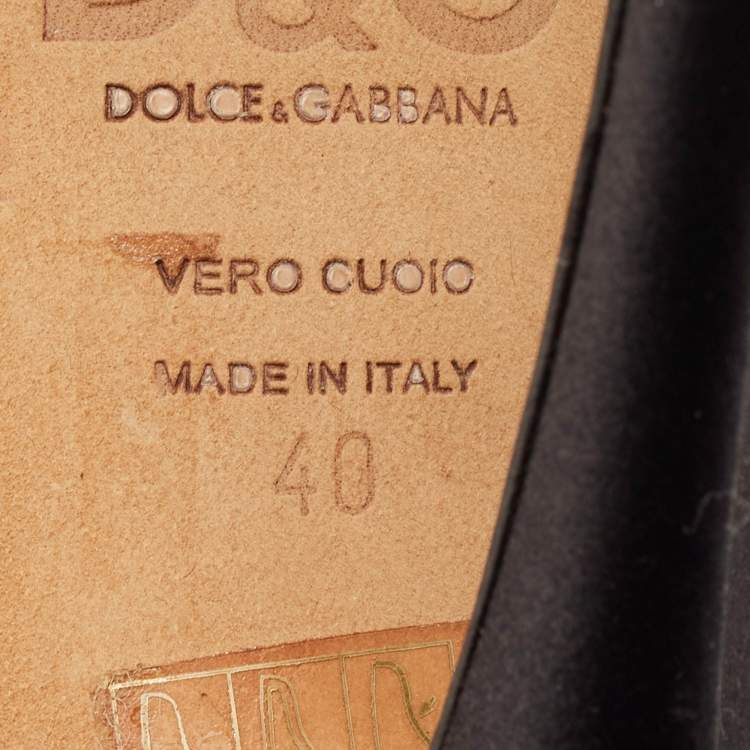 D&G
DOLCE&GABBANA
VERO CUOIO
MADE IN ITALY
40